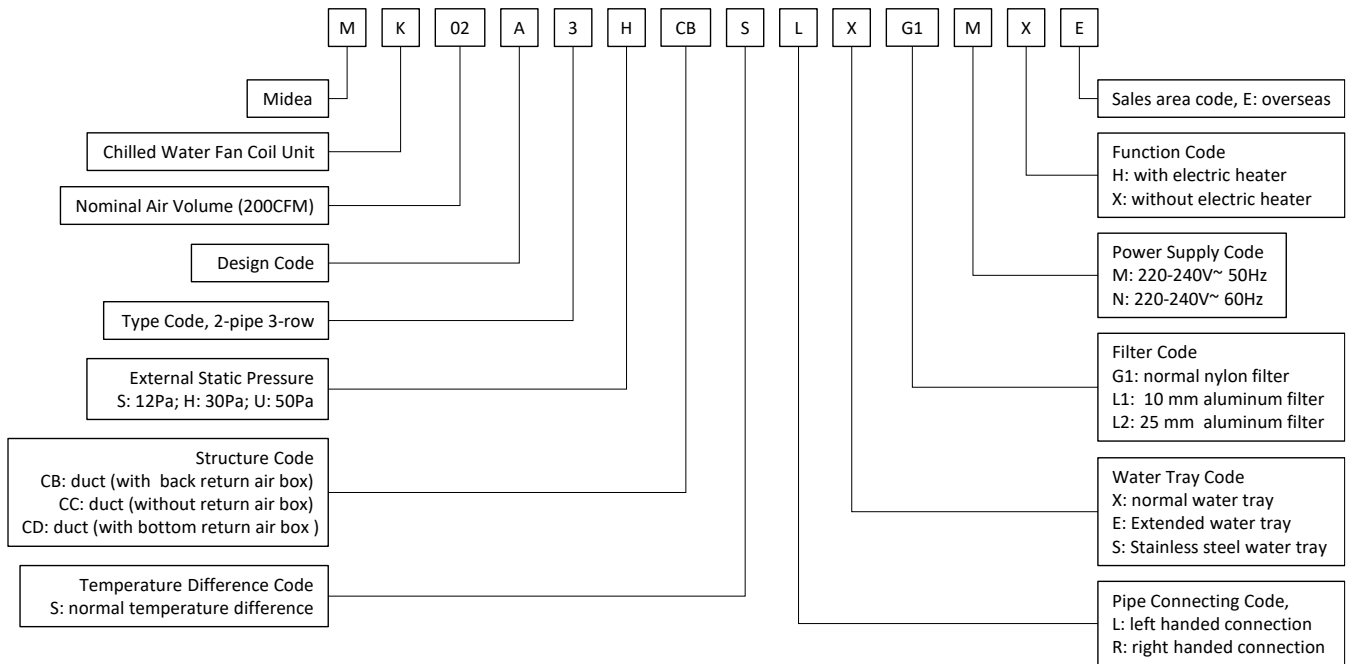 M K 02 A 3 H CB S L X G1 M X E
Midea
Chilled Water Fan Coil Unit
Nominal Air Volume (200CFM)
Design Code
Type Code, 2-pipe 3-row
External Static Pressure
S: 12Pa; H: 30Pa; U: 50Pa
Structure Code
CB: duct (with back return air box)
CC: duct (without return air box)
CD: duct (with bottom return air box )
Temperature Difference Code
S: normal temperature difference
Sales area code, E: overseas
Function Code
H: with electric heater
X: without electric heater
Power Supply Code
M: 220-240V~ 50Hz
N: 220-240V~ 60Hz
Filter Code
G1: normal nylon filter
L1: 10 mm aluminum filter
L2: 25 mm aluminum filter
Water Tray Code
X: normal water tray
E: Extended water tray
S: Stainless steel water tray
Pipe Connecting Code,
L: left handed connection
R: right handed connection